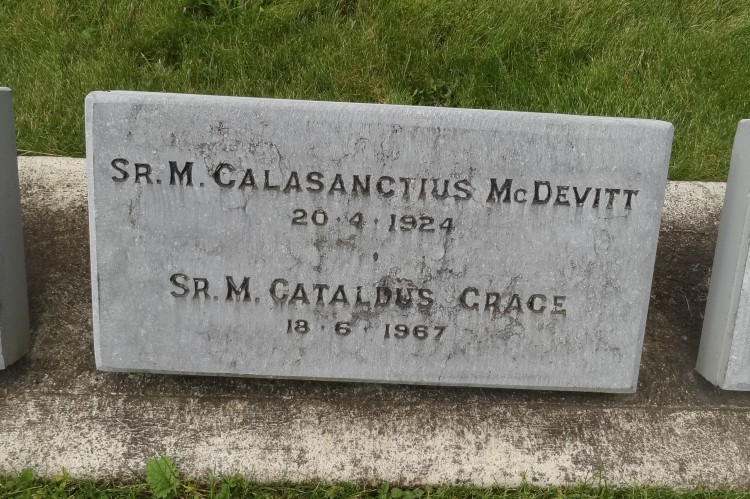 SR. M. CALASANCTIUS MCDEVITT
20·4·1924
SR. M. CATALDUS GRACE
18·6·1967